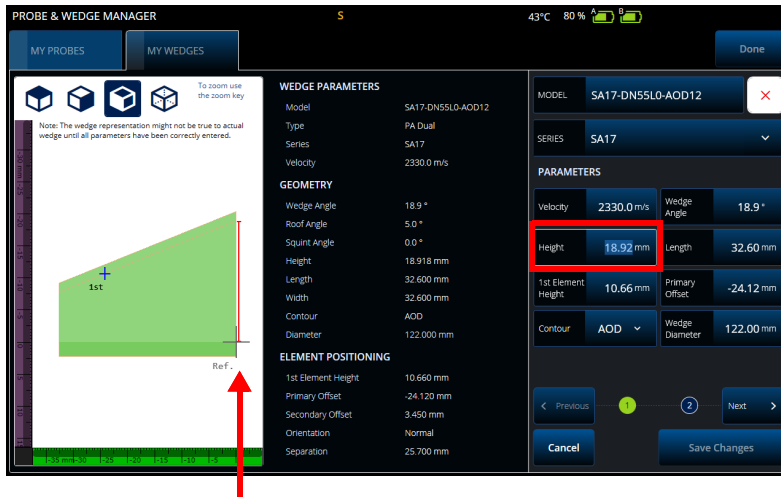 PROBE & WEDGE MANAGER
S
43°C 80 % A B
MY PROBES
MY WEDGES
Done
To zoom use
the zoom key
Note: The wedge representation might not be true to actual
wedge until all parameters have been correctly entered.
1st
Ref.
WEDGE PARAMETERS
Model SA17-DN55L0-AOD12
Type PA Dual
Series SA17
Velocity 2330.0 m/s
GEOMETRY
Wedge Angle 18.9 °
Roof Angle 5.0 °
Squint Angle 0.0 °
Height 18.918 mm
Length 32.600 mm
Width 32.600 mm
Contour AOD
Diameter 122.000 mm
ELEMENT POSITIONING
1st Element Height 10.660 mm
Primary Offset -24.120 mm
Secondary Offset 3.450 mm
Orientation Normal
Separation 25.700 mm
MODEL SA17-DN55L0-AOD12
SERIES SA17
PARAMETERS
Velocity 2330.0 m/s
Wedge
Angle 18.9 °
Height 18.92 mm
Length 32.60 mm
1st Element
Height 10.66 mm
Primary
Offset -24.12 mm
Contour AOD
Wedge
Diameter 122.00 mm
Previous 1 2 Next
Cancel
Save Changes